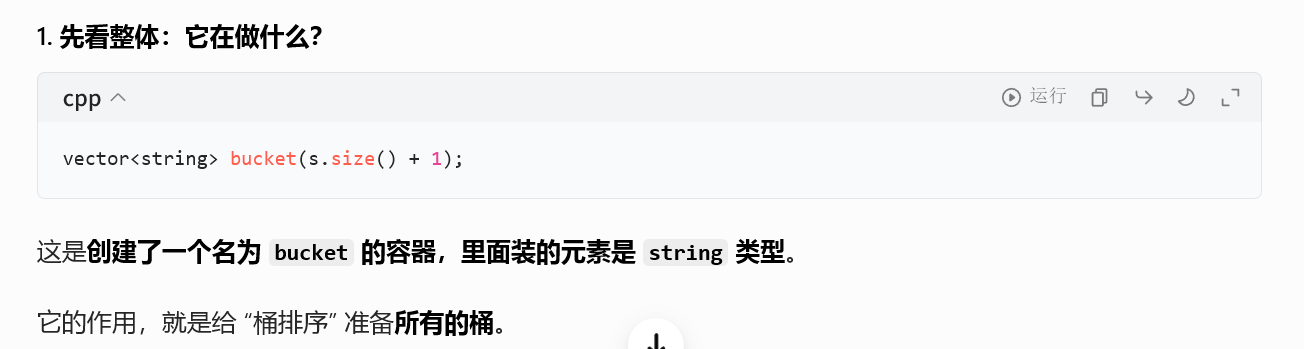 1. 先看整体：它在做什么？
cpp
运行
vector<string> bucket(s.size() + 1);
这是创建了一个名为 bucket 的容器，里面装的元素是 string 类型。
它的作用，就是给 “桶排序” 准备所有的桶。